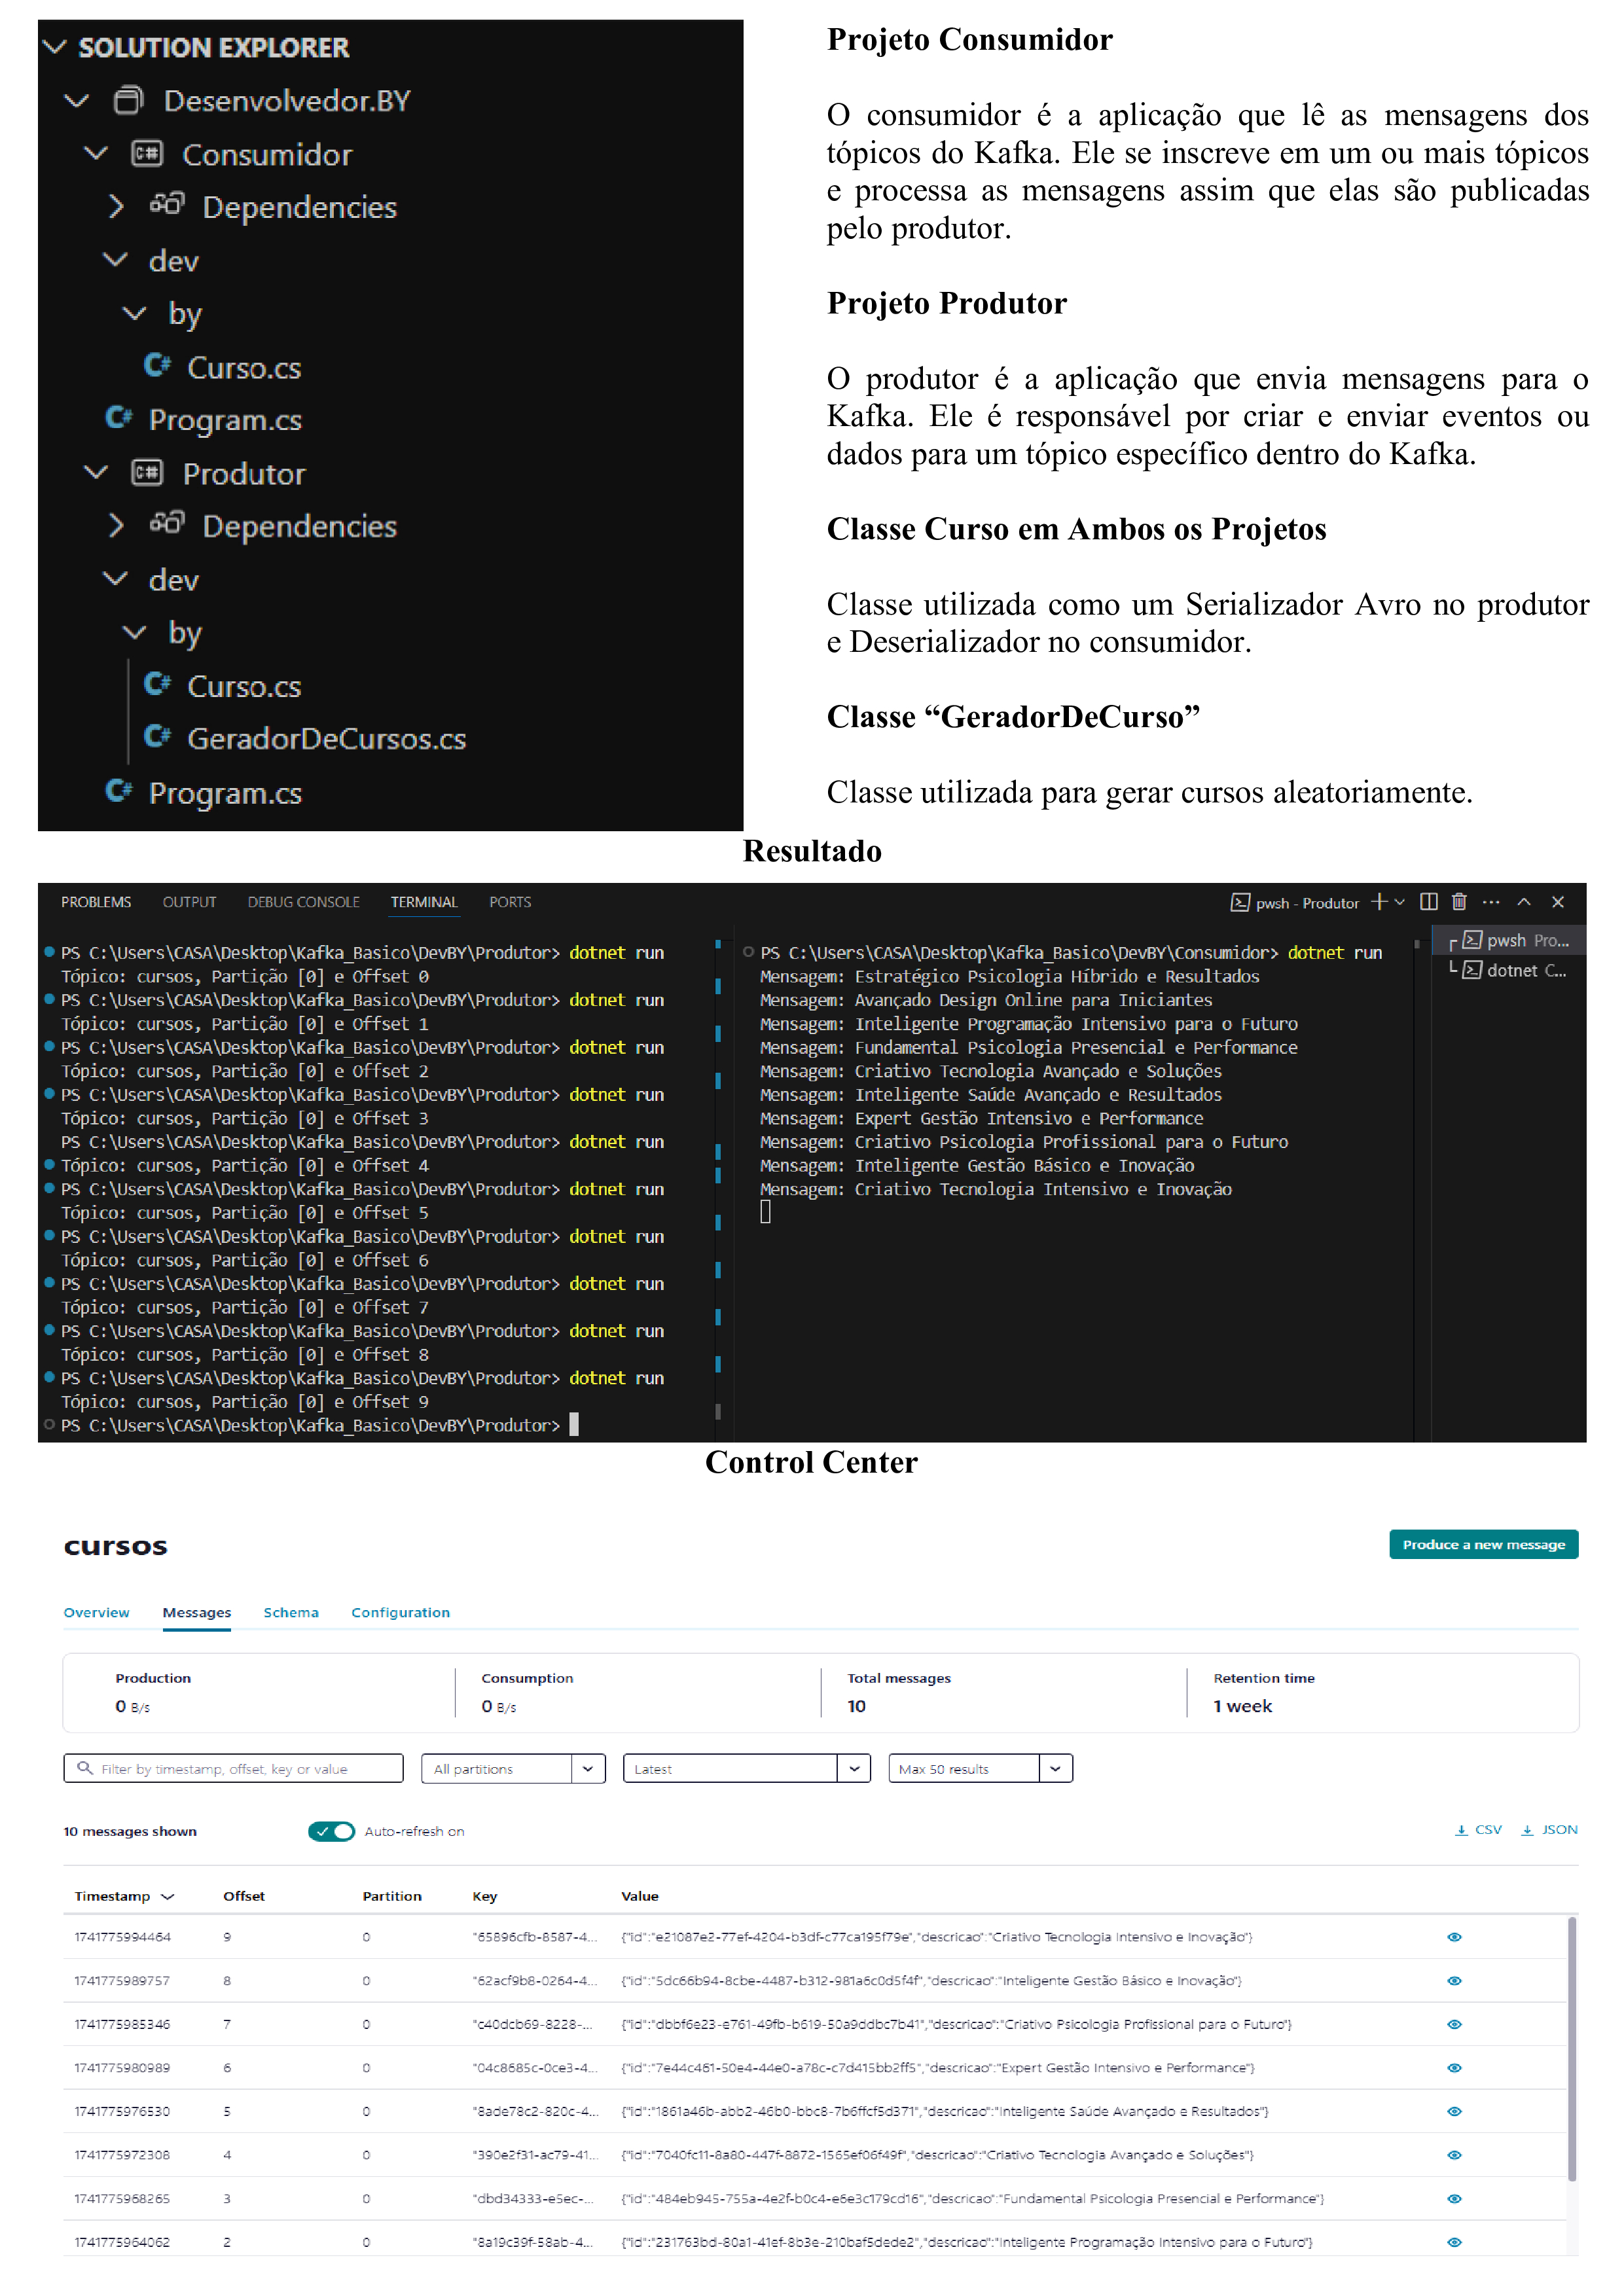 SOLUTION EXPLORER
Desenvolvedor.BY
Consumidor
Dependencies
dev
by
Curso.cs
Program.cs
Produtor
Dependencies
dev
by
Curso.cs
GeradorDeCursos.cs
Program.cs
Projeto Consumidor
O consumidor é a aplicação que lê as mensagens dos
tópicos do Kafka. Ele se inscreve em um ou mais tópicos
e processa as mensagens assim que elas são publicadas
pelo produtor.
Projeto Produtor
O produtor é a aplicação que envia mensagens para o
Kafka. Ele é responsável por criar e enviar eventos ou
dados para um tópico específico dentro do Kafka.
Classe Curso em Ambos os Projetos
Classe utilizada como um Serializador Avro no produtor
e Deserializador no consumidor.
Classe “GeradorDeCurso”
Classe utilizada para gerar cursos aleatoriamente.
Resultado
PROBLEMS OUTPUT DEBUG CONSOLE TERMINAL PORTS
pwsh - Produtor
PS C:\Users\CASA\Desktop\Kafka_Basico\DevBY\Produtor> dotnet run
Tópico: cursos, Partição [0] e Offset 0
PS C:\Users\CASA\Desktop\Kafka_Basico\DevBY\Produtor> dotnet run
Tópico: cursos, Partição [0] e Offset 1
PS C:\Users\CASA\Desktop\Kafka_Basico\DevBY\Produtor> dotnet run
Tópico: cursos, Partição [0] e Offset 2
PS C:\Users\CASA\Desktop\Kafka_Basico\DevBY\Produtor> dotnet run
Tópico: cursos, Partição [0] e Offset 3
PS C:\Users\CASA\Desktop\Kafka_Basico\DevBY\Produtor> dotnet run
Tópico: cursos, Partição [0] e Offset 4
PS C:\Users\CASA\Desktop\Kafka_Basico\DevBY\Produtor> dotnet run
Tópico: cursos, Partição [0] e Offset 5
PS C:\Users\CASA\Desktop\Kafka_Basico\DevBY\Produtor> dotnet run
Tópico: cursos, Partição [0] e Offset 6
PS C:\Users\CASA\Desktop\Kafka_Basico\DevBY\Produtor> dotnet run
Tópico: cursos, Partição [0] e Offset 7
PS C:\Users\CASA\Desktop\Kafka_Basico\DevBY\Produtor> dotnet run
Tópico: cursos, Partição [0] e Offset 8
PS C:\Users\CASA\Desktop\Kafka_Basico\DevBY\Produtor> dotnet run
Tópico: cursos, Partição [0] e Offset 9
PS C:\Users\CASA\Desktop\Kafka_Basico\DevBY\Produtor>
PS C:\Users\CASA\Desktop\Kafka_Basico\DevBY\Consumidor> dotnet run
Mensagem: Estratégico Psicologia Híbrido e Resultados
Mensagem: Avançado Design Online para Iniciantes
Mensagem: Inteligente Programação Intensivo para o Futuro
Mensagem: Fundamental Psicologia Presencial e Performance
Mensagem: Criativo Tecnologia Avançado e Soluções
Mensagem: Inteligente Saúde Avançado e Resultados
Mensagem: Expert Gestão Intensivo e Performance
Mensagem: Criativo Psicologia Profissional para o Futuro
Mensagem: Inteligente Gestão Básico e Inovação
Mensagem: Criativo Tecnologia Intensivo e Inovação
pwsh Pro...
dotnet C...
Control Center
cursos
Produce a new message
Overview Messages Schema Configuration
Production Consumption Total messages Retention time
0 B/s 0 B/s 10 1 week
Filter by timestamp, offset, key or value All partitions Latest Max 50 results
10 messages shown Auto-refresh on CSV JSON
Timestamp Offset Partition Key Value
1741775994464 9 0 "65896cfb-8587-4... {"id":"e21087e2-77ef-4204-b3df-c77ca195f79e","descricao":"Criativo Tecnologia Intensivo e Inovação"}
1741775989757 8 0 "62acf9b8-0264-4... {"id":"5dc66b94-8cbe-4487-b312-981a6c0d5f4f","descricao":"Inteligente Gestão Básico e Inovação"}
1741775985346 7 0 "c40dcb69-8228-... {"id":"dbbf6e23-e761-49fb-b619-50a9ddbc7b41","descricao":"Criativo Psicologia Profissional para o Futuro"}
1741775980989 6 0 "04c8685c-0ce3-4... {"id":"7e44c461-50e4-44e0-a78c-c7d415bb2ff5","descricao":"Expert Gestão Intensivo e Performance"}
1741775976530 5 0 "8ade78c2-820c-4... {"id":"1861a46b-abb2-46b0-bbc8-7b6ffcf5d371","descricao":"Inteligente Saúde Avançado e Resultados"}
1741775972308 4 0 "390e2f31-ac79-41... {"id":"7040fc11-8a80-447f-8872-1565ef06f49f","descricao":"Criativo Tecnologia Avançado e Soluções"}
1741775968265 3 0 "dbd34333-e5ec-... {"id":"484eb945-755a-4e2f-b0c4-e6e3c179cd16","descricao":"Fundamental Psicologia Presencial e Performance"}
1741775964062 2 0 "8a19c39f-58ab-4... {"id":"231763bd-80a1-41ef-8b3e-210baf5dede2","descricao":"Inteligente Programação Intensivo para o Futuro"}